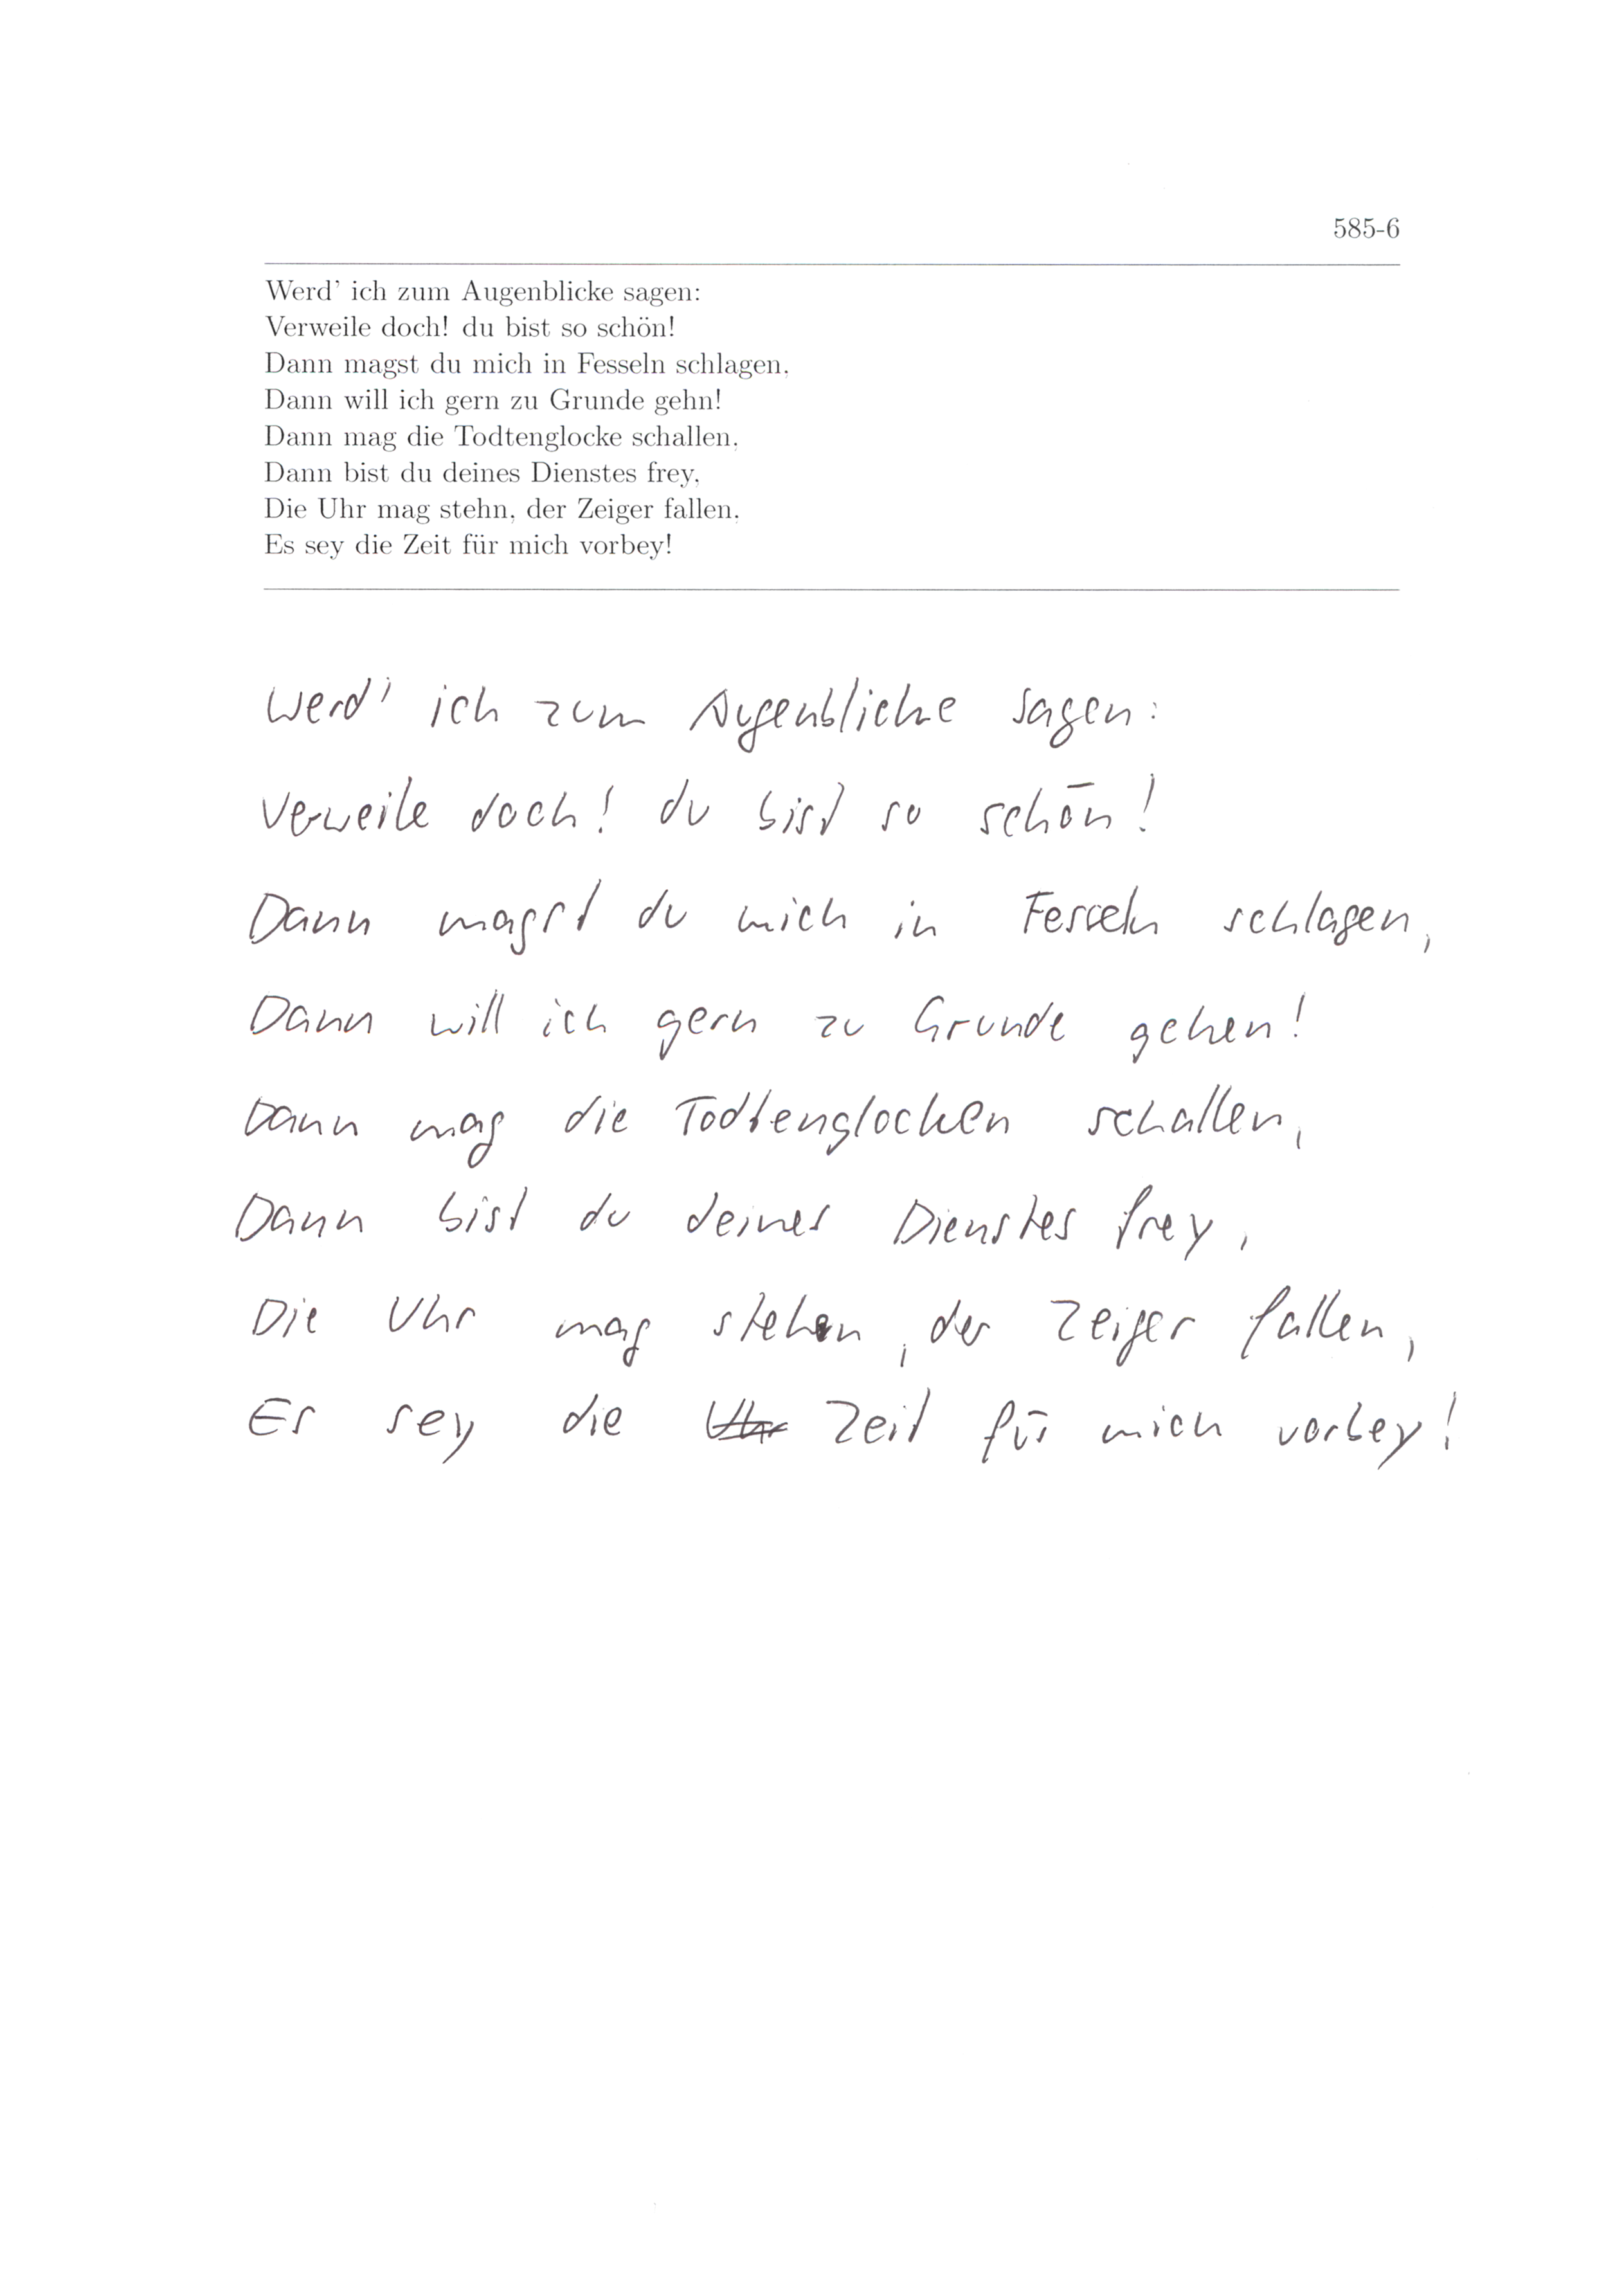 585-6
Werd' ich zum Augenblicke sagen:
Verweile doch! du bist so schön!
Dann magst du mich in Fesseln schlagen,
Dann will ich gern zu Grunde gehn!
Dann mag die Todtenglocke schallen,
Dann bist du deines Dienstes frey,
Die Uhr mag stehn, der Zeiger fallen,
Es sey die Zeit für mich vorbey!
Werd' ich zum Augenblicke sagen:
Verweile doch! du bist so schön!
Dann magst du mich in Fesseln schlagen,
Dann will ich gern zu Grunde gehen!
Dann mag die Todtenglocken schallen,
Dann bist du deines Dienstes frey,
Die Uhr mag stehen, der Zeiger fallen,
Es sey die Uhr Zeit für mich vorbey!